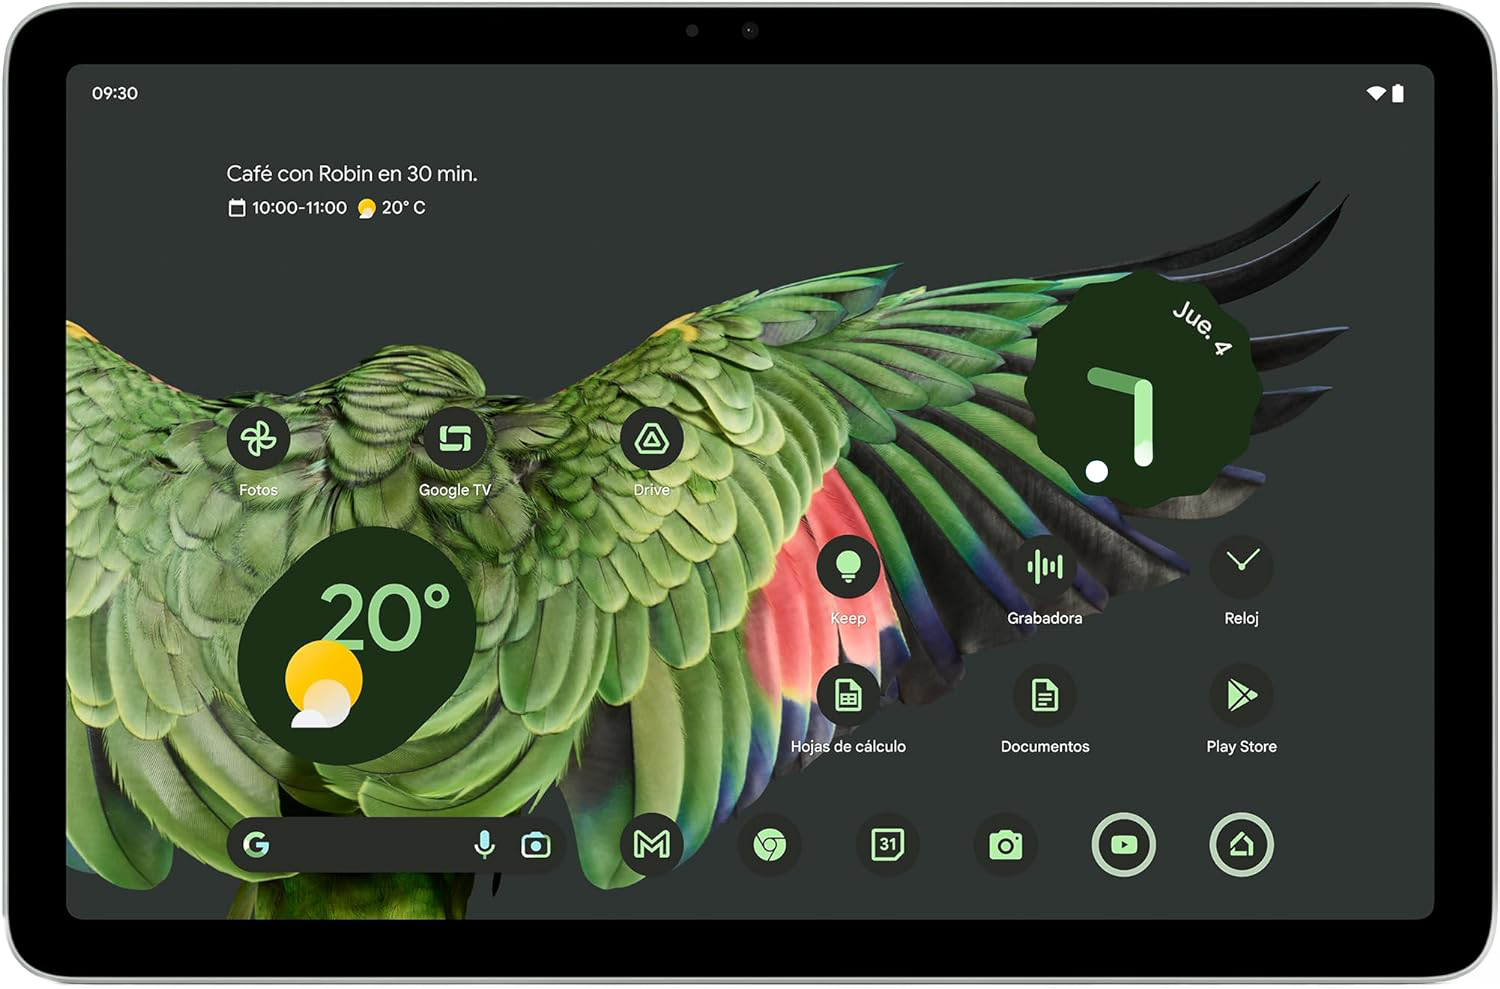 09:30
Café con Robin en 30 min.
10:00-11:00 20° C
Jue. 4
Fotos
Google TV
Drive
20°
Keep
Grabadora
Reloj
Hojas de cálculo
Documentos
Play Store
G
31